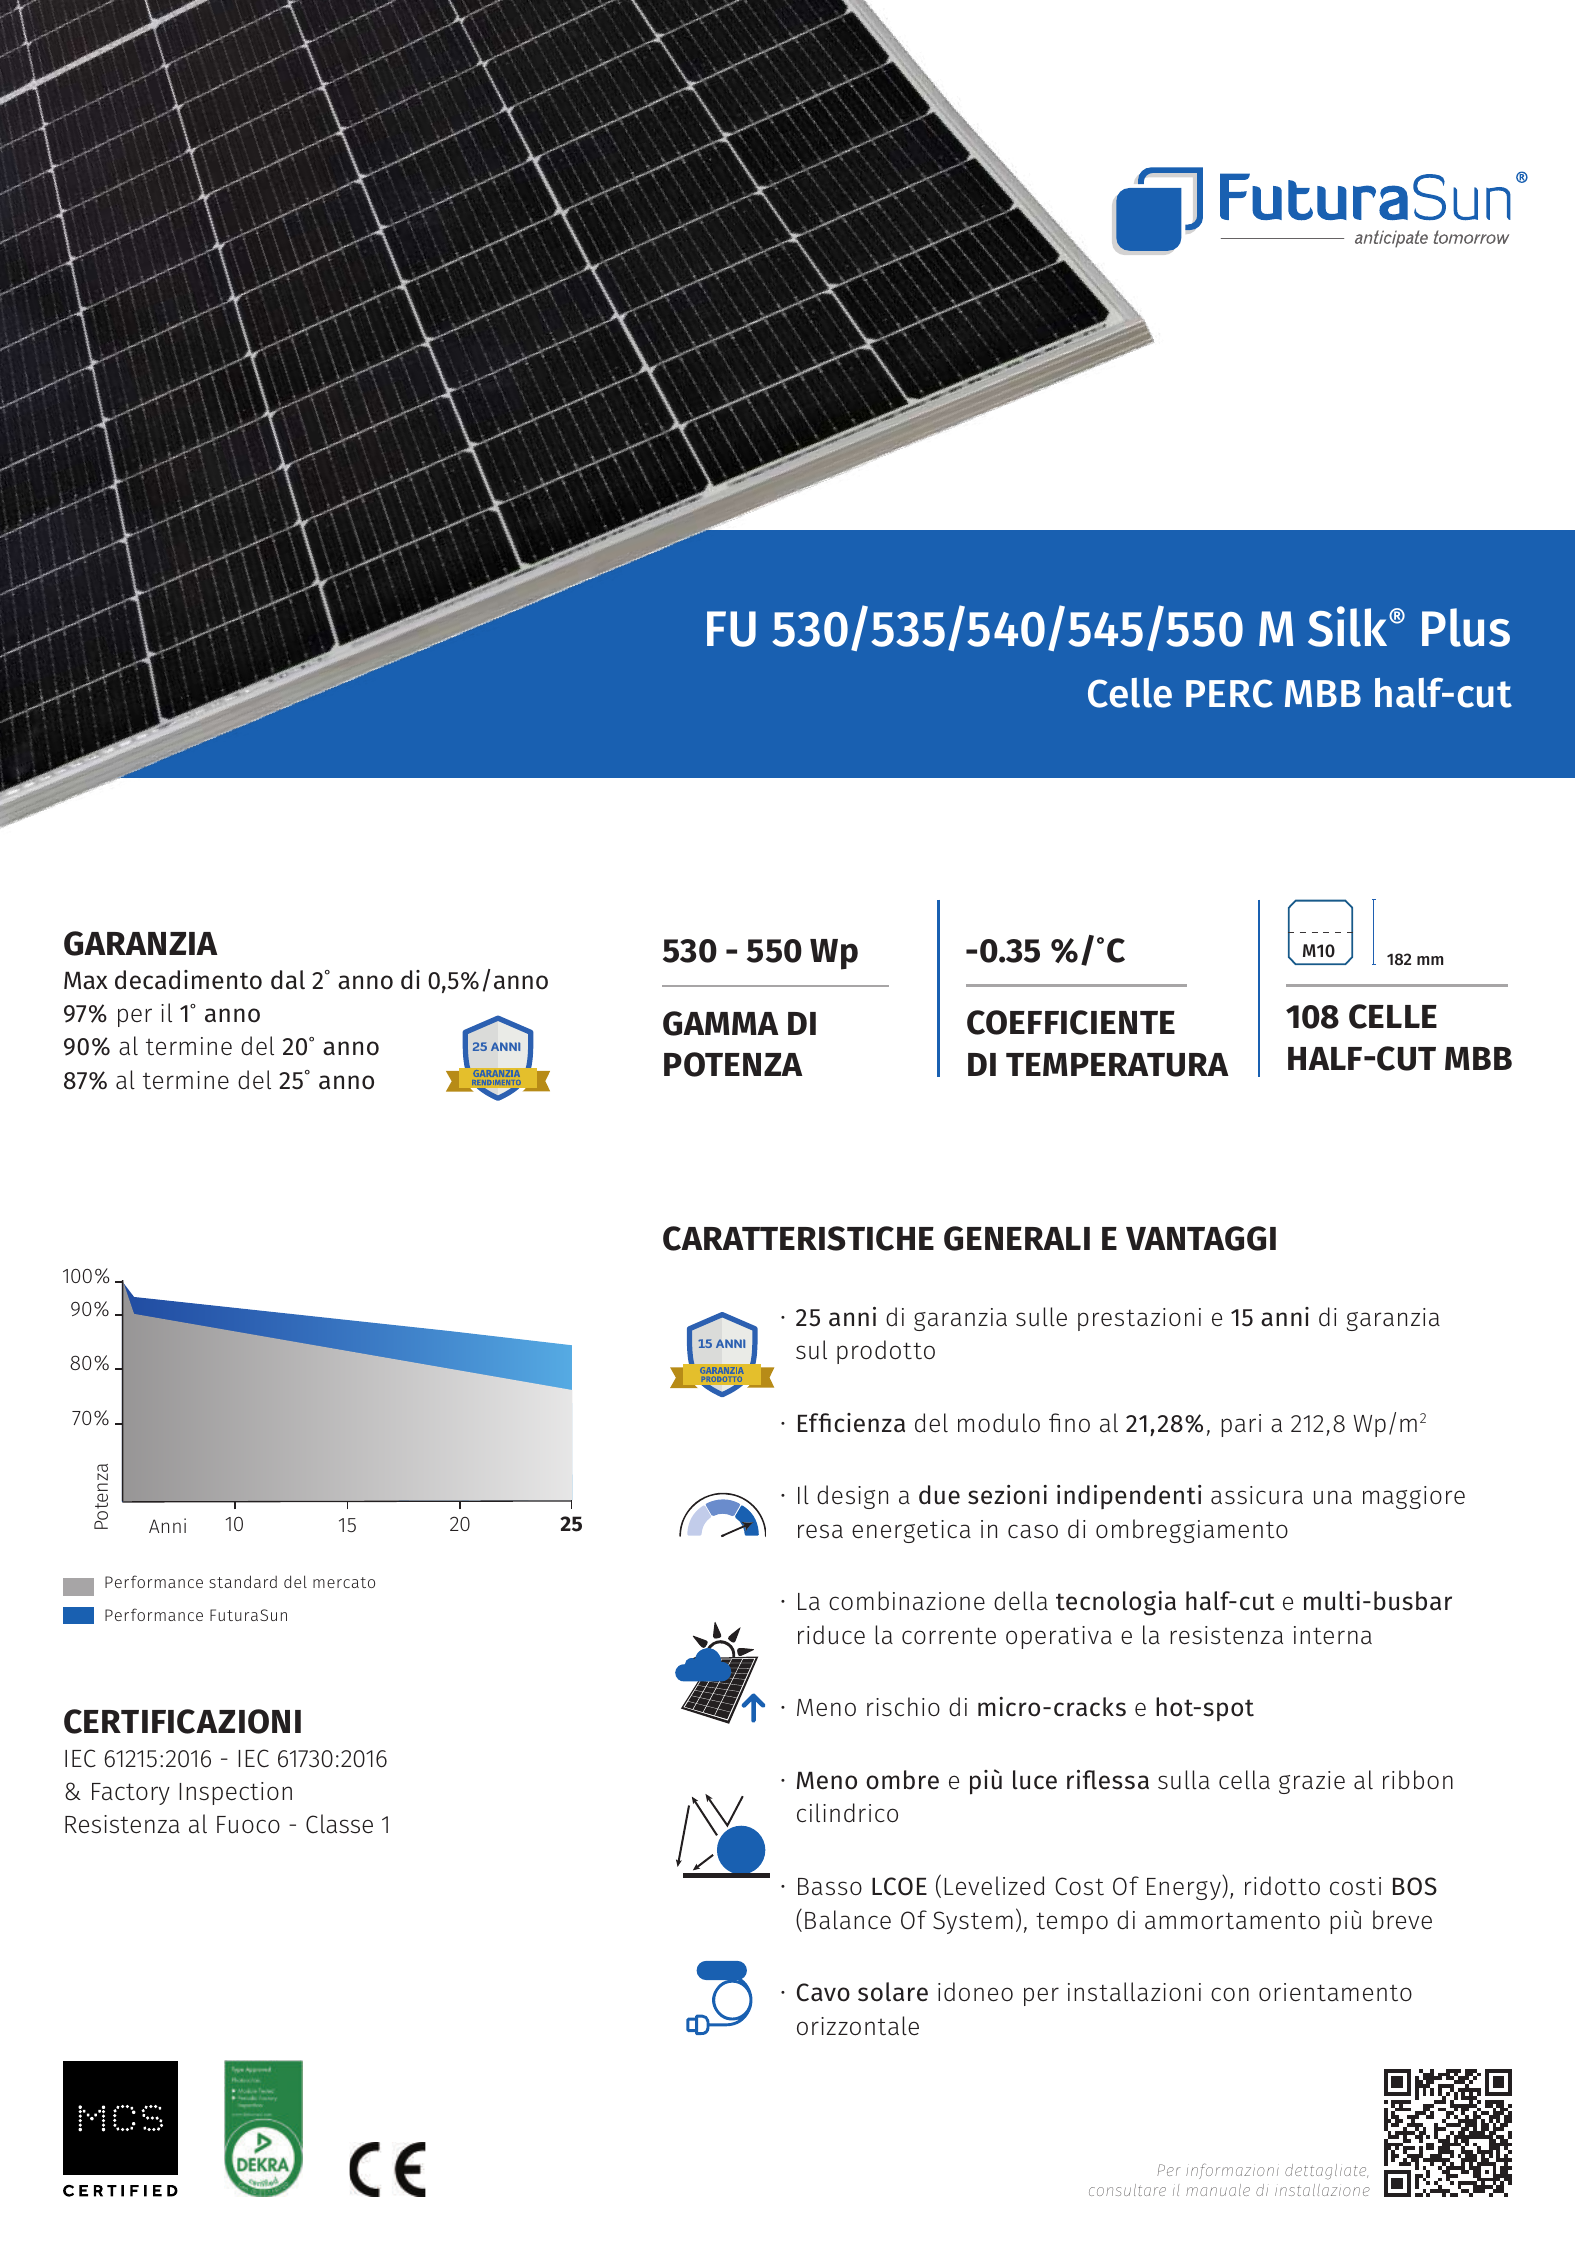 FuturaSun®
anticipate tomorrow
FU 530/535/540/545/550 M Silk® Plus
Celle PERC MBB half-cut
GARANZIA
Max decadimento dal 2° anno di 0,5%/anno
97% per il 1° anno
90% al termine del 20° anno
87% al termine del 25° anno
25 ANNI
GARANZIA
RENDIMENTO
530 - 550 Wp
GAMMA DI
POTENZA
-0.35 %/°C
COEFFICIENTE
DI TEMPERATURA
M10
182 mm
108 CELLE
HALF-CUT MBB
100%
90%
80%
70%
Potenza
Anni 10 15 20 25
Performance standard del mercato
Performance FuturaSun
CERTIFICAZIONI
IEC 61215:2016 - IEC 61730:2016
& Factory Inspection
Resistenza al Fuoco - Classe 1
CARATTERISTICHE GENERALI E VANTAGGI
15 ANNI
GARANZIA
PRODOTTO
· 25 anni di garanzia sulle prestazioni e 15 anni di garanzia
sul prodotto
· Efficienza del modulo fino al 21,28%, pari a 212,8 Wp/m²
· Il design a due sezioni indipendenti assicura una maggiore
resa energetica in caso di ombreggiamento
· La combinazione della tecnologia half-cut e multi-busbar
riduce la corrente operativa e la resistenza interna
· Meno rischio di micro-cracks e hot-spot
· Meno ombre e più luce riflessa sulla cella grazie al ribbon
cilindrico
· Basso LCOE (Levelized Cost Of Energy), ridotto costi BOS
(Balance Of System), tempo di ammortamento più breve
· Cavo solare idoneo per installazioni con orientamento
orizzontale
MCS
CERTIFIED
Type Approved
DEKRA
certified
CE
Per informazioni dettagliate,
consultare il manuale di installazione